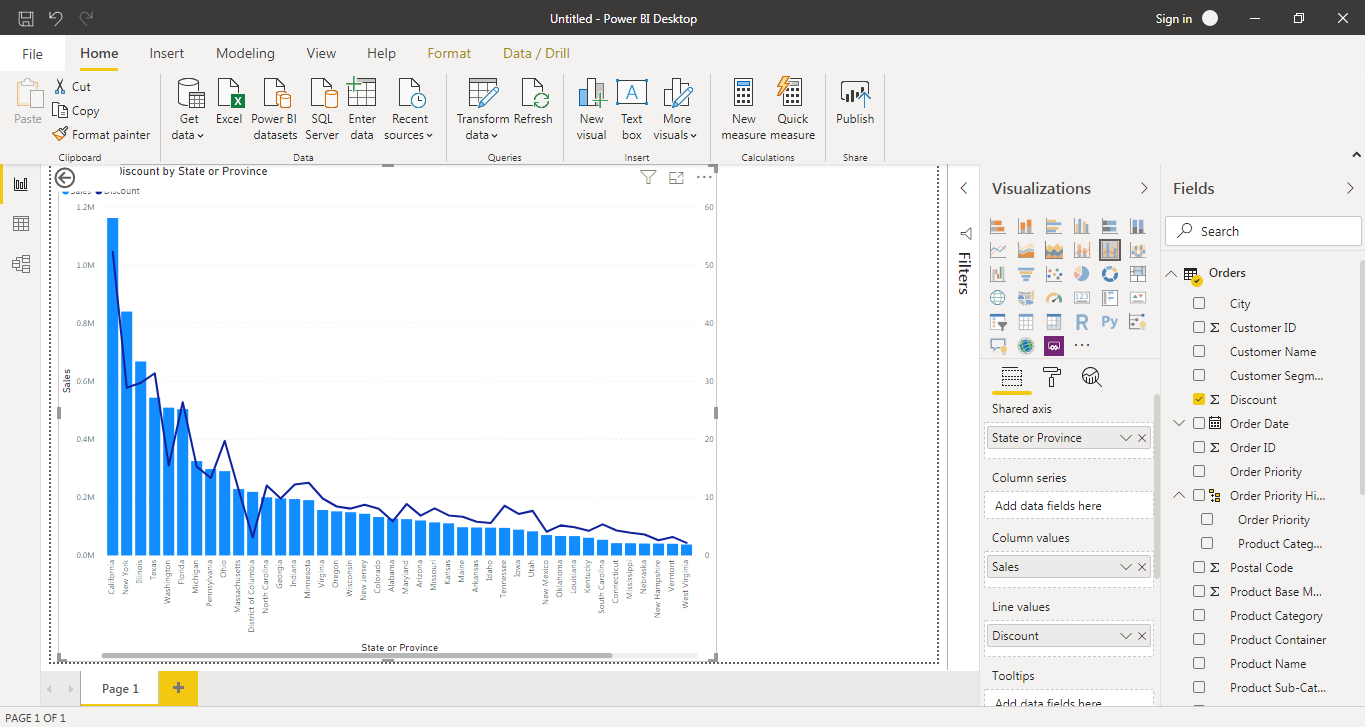 Untitled - Power BI Desktop
Sign in
File
Home
Insert
Modeling
View
Help
Format
Data / Drill
Paste
Cut
Copy
Format painter
Clipboard
Get data
Excel
Power BI datasets
SQL Server
Enter data
Recent sources
Data
Transform data
Refresh
Queries
New visual
Text box
More visuals
Insert
New measure
Quick measure
Calculations
Publish
Share
Discount by State or Province
Sales
Discount
1.2M
1.0M
0.8M
0.6M
0.4M
0.2M
0.0M
60
50
40
30
20
10
0
Sales
California
New York
Illinois
Texas
Washington
Florida
Michigan
Pennsylvania
Ohio
Massachusetts
District of Columbia
North Carolina
Georgia
Indiana
Minnesota
Virginia
Oregon
Wisconsin
New Jersey
Colorado
Alabama
Maryland
Arizona
Missouri
Kansas
Maine
Arkansas
Idaho
Tennessee
Iowa
Utah
New Mexico
Oklahoma
Louisiana
Kentucky
South Carolina
Connecticut
Mississippi
Nebraska
New Hampshire
Vermont
West Virginia
State or Province
Filters
Visualizations
123
R
Py
Shared axis
State or Province
Column series
Add data fields here
Column values
Sales
Line values
Discount
Tooltips
Add data fields here
Fields
Search
Orders
City
Σ Customer ID
Customer Name
Customer Segm...
Σ Discount
Order Date
Σ Order ID
Order Priority
Order Priority Hi...
Order Priority
Product Categ...
Σ Postal Code
Σ Product Base M...
Product Category
Product Container
Product Name
Product Sub-Cat...
Page 1
+
PAGE 1 OF 1